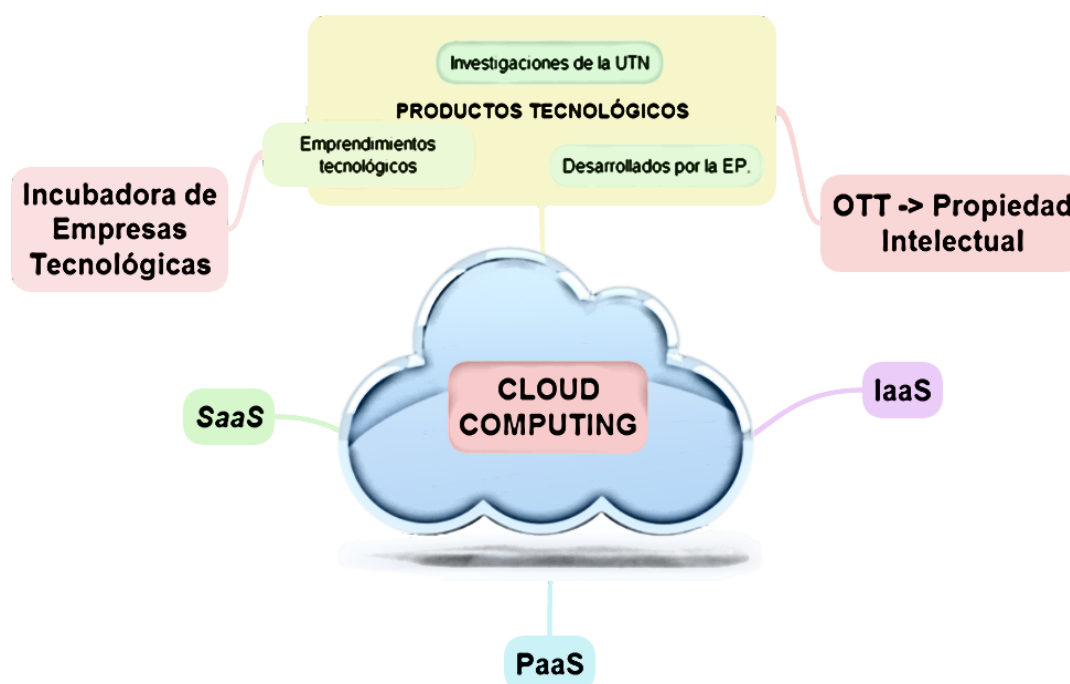 Investigaciones de la UTN
PRODUCTOS TECNOLÓGICOS
Emprendimientos
tecnológicos
Desarrollados por la EP.
Incubadora de
Empresas
Tecnológicas
OTT -> Propiedad
Intelectual
CLOUD
COMPUTING
SaaS
IaaS
PaaS